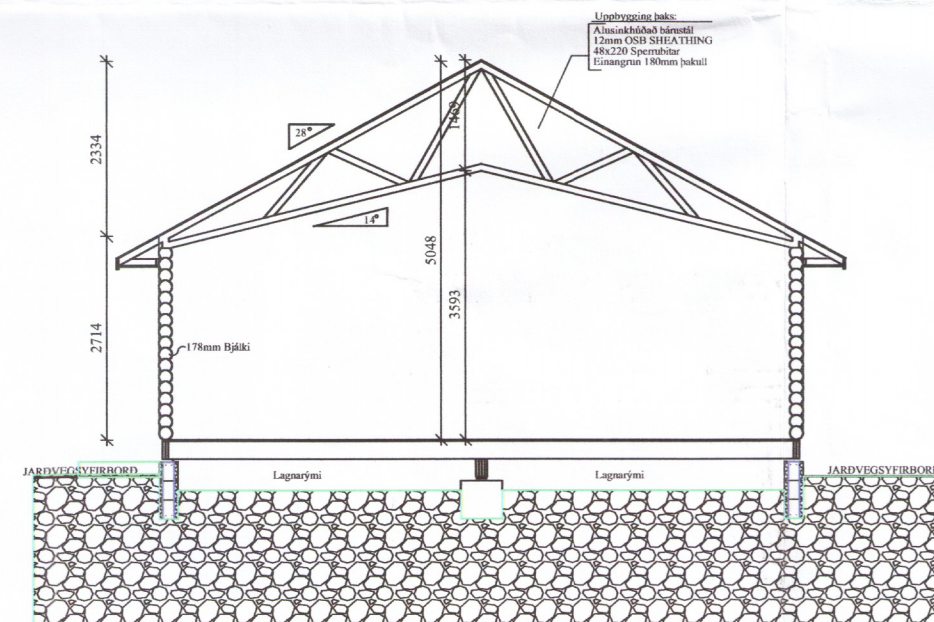 Uppbygging þaks:
Alusinkhúðað bárustál
12mm OSB SHEATHING
48x220 Sperrubitar
Einangrun 180mm þakull
28°
2334
14°
5048
3593
2714
178mm Bjálki
JARÐVEGSYFIRBORÐ
Lagnarými
Lagnarými
JARÐVEGSYFIRBORÐ